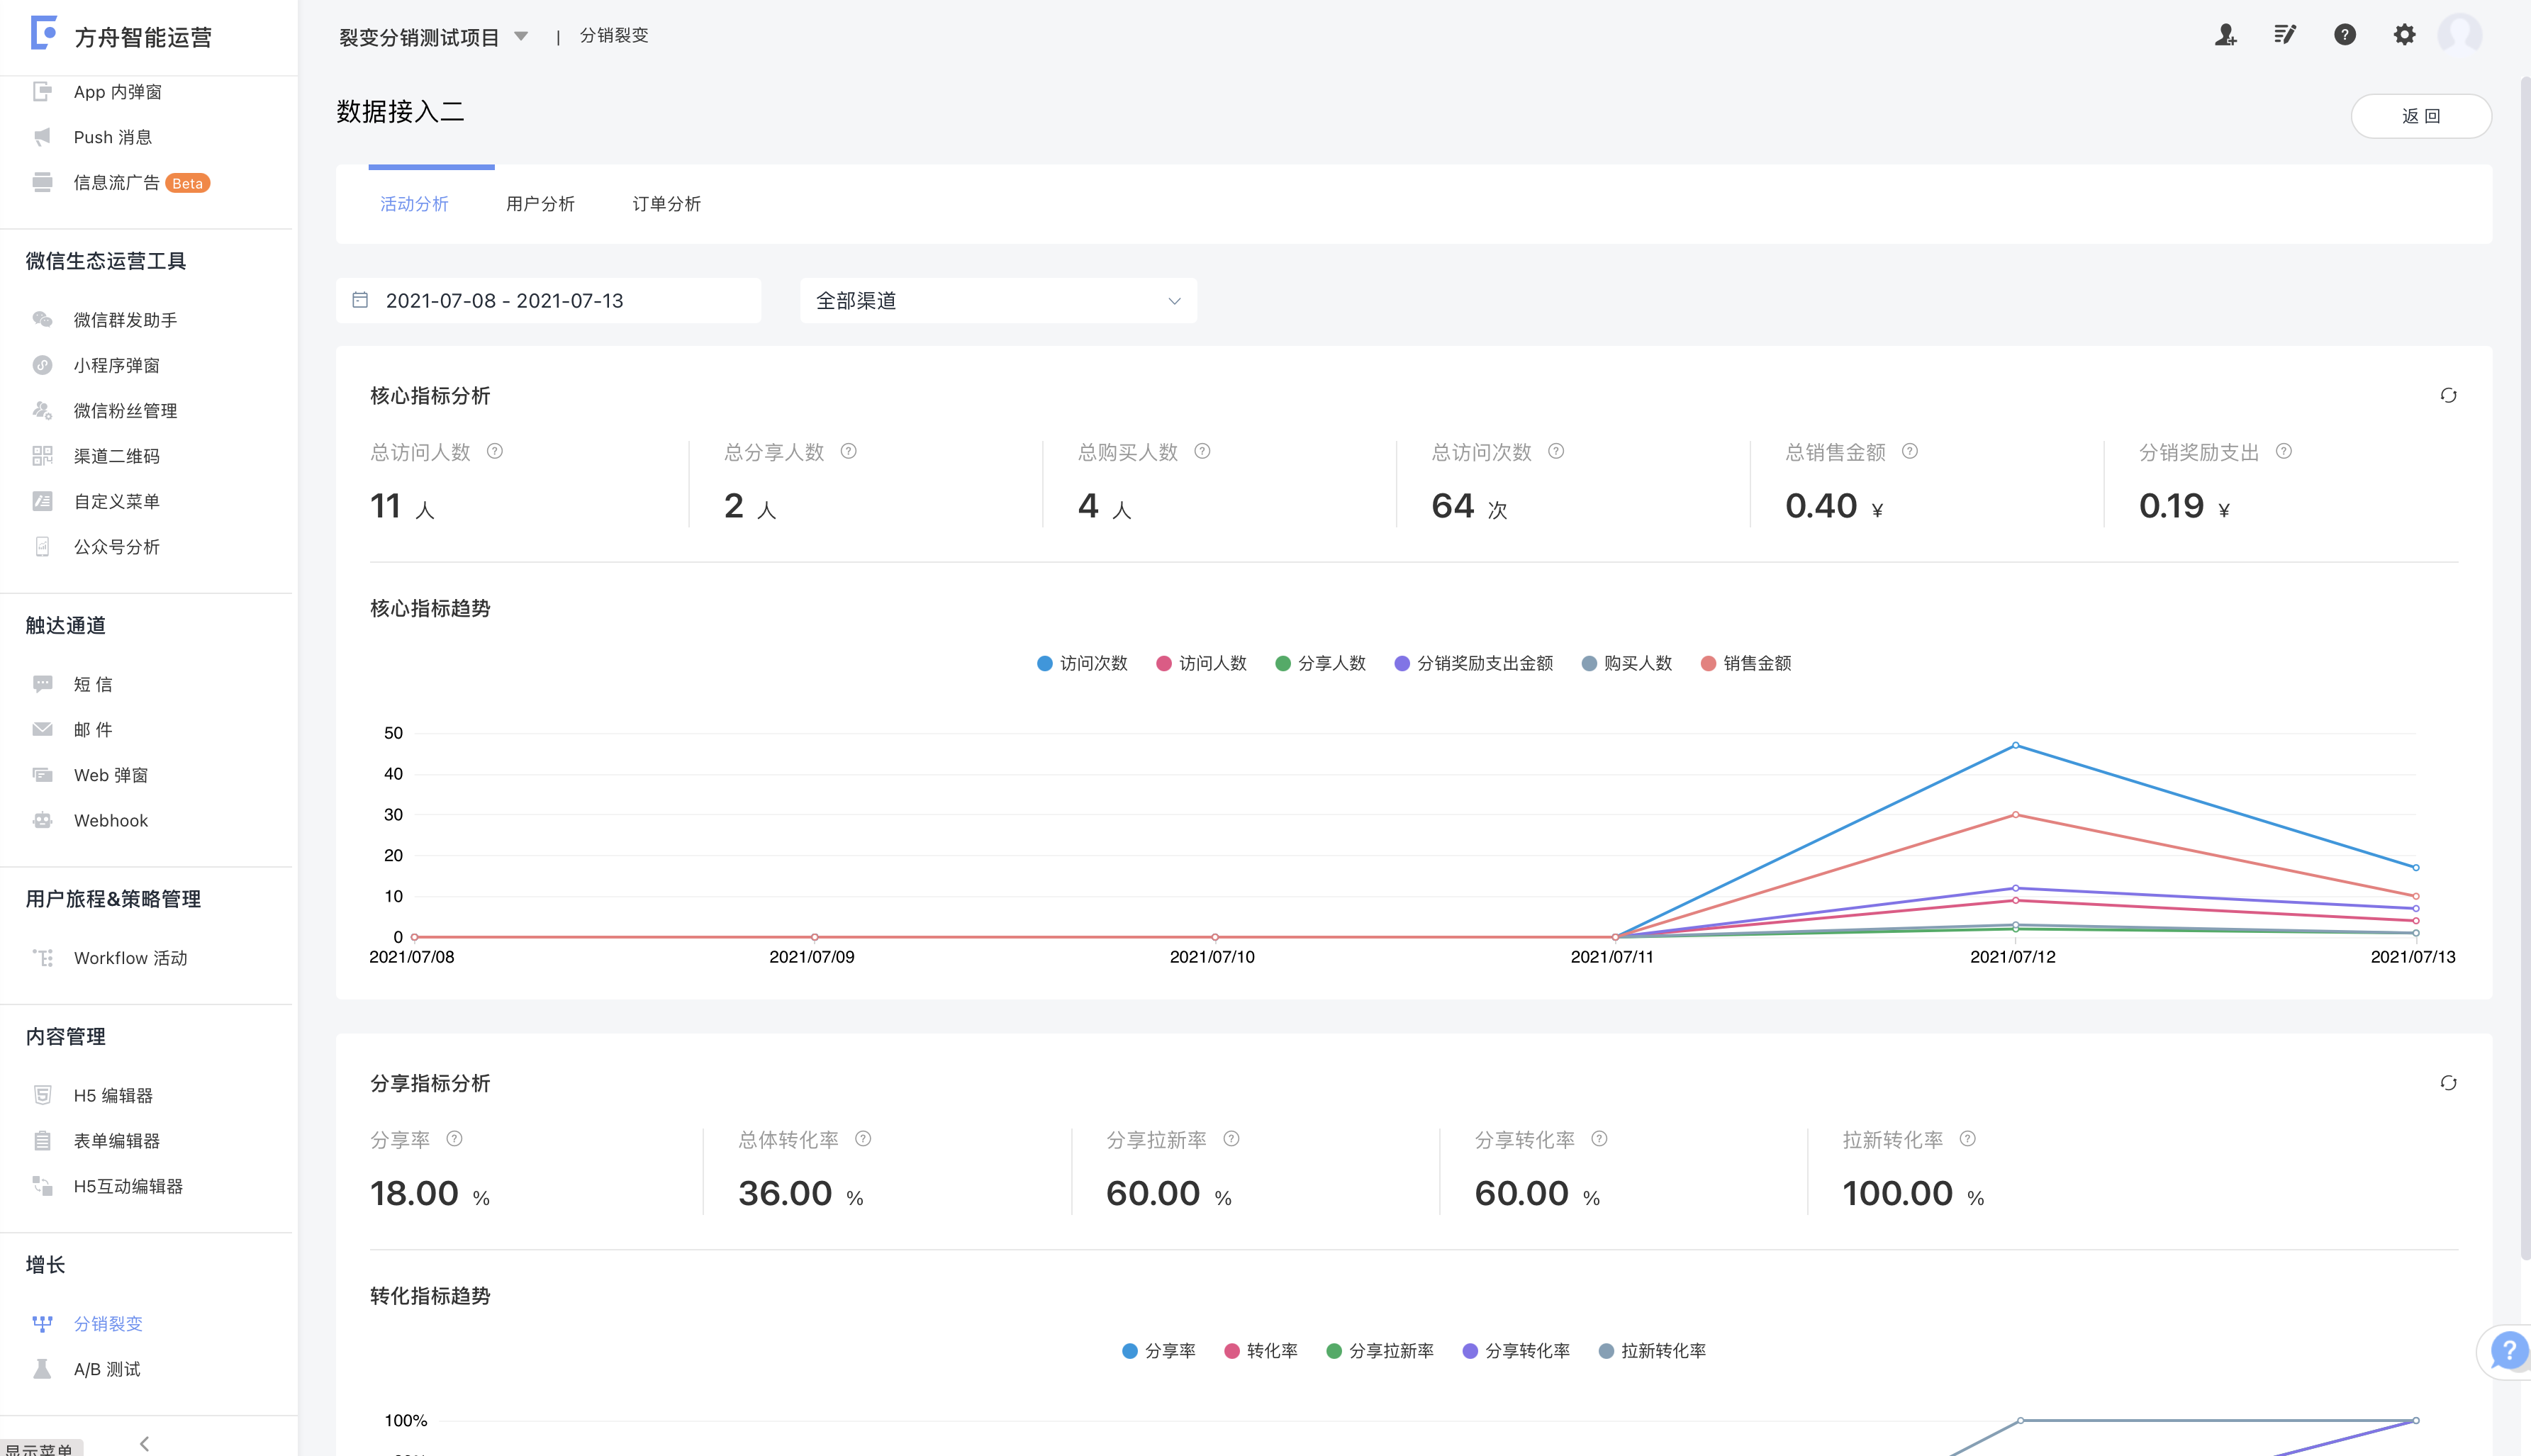 方舟智能运营
App 内弹窗
Push 消息
信息流广告 Beta
微信生态运营工具
微信群发助手
小程序弹窗
微信粉丝管理
渠道二维码
自定义菜单
公众号分析
触达通道
短 信
邮 件
Web 弹窗
Webhook
用户旅程&策略管理
Workflow 活动
内容管理
H5 编辑器
表单编辑器
H5互动编辑器
增长
分销裂变
A/B 测试
显示菜单
裂变分销测试项目 | 分销裂变
数据接入二
返 回
活动分析 用户分析 订单分析
2021-07-08 - 2021-07-13 全部渠道
核心指标分析
总访问人数 总分享人数 总购买人数 总访问次数 总销售金额 分销奖励支出
11 人 2 人 4 人 64 次 0.40 ¥ 0.19 ¥
核心指标趋势
访问次数 访问人数 分享人数 分销奖励支出金额 购买人数 销售金额
50
40
30
20
10
0
2021/07/08 2021/07/09 2021/07/10 2021/07/11 2021/07/12 2021/07/13
分享指标分析
分享率 总体转化率 分享拉新率 分享转化率 拉新转化率
18.00 % 36.00 % 60.00 % 60.00 % 100.00 %
转化指标趋势
分享率 转化率 分享拉新率 分享转化率 拉新转化率
100%